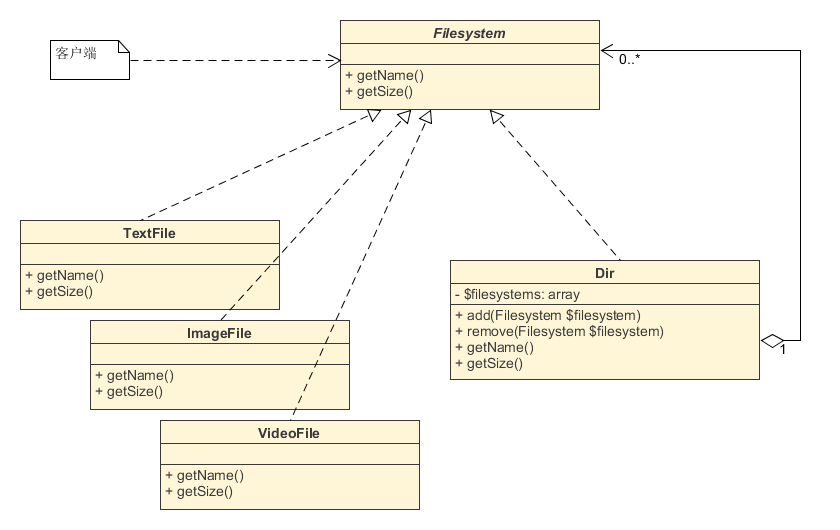 Filesystem
客户端
0..*
+ getName()
+ getSize()
TextFile
+ getName()
+ getSize()
Dir
- $filesystems: array
+ add(Filesystem $filesystem)
+ remove(Filesystem $filesystem)
+ getName()
+ getSize()
1
ImageFile
+ getName()
+ getSize()
VideoFile
+ getName()
+ getSize()